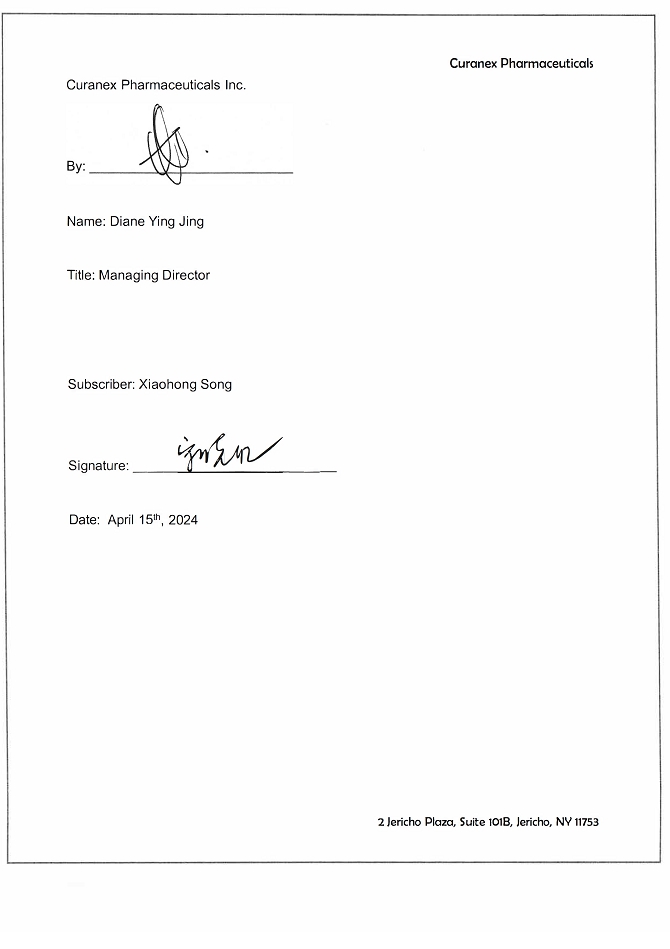 Curanex Pharmaceuticals
Curanex Pharmaceuticals Inc.
By:
Name: Diane Ying Jing
Title: Managing Director
Subscriber: Xiaohong Song
Signature:
Date: April 15th, 2024
2 Jericho Plaza, Suite 101B, Jericho, NY 11753